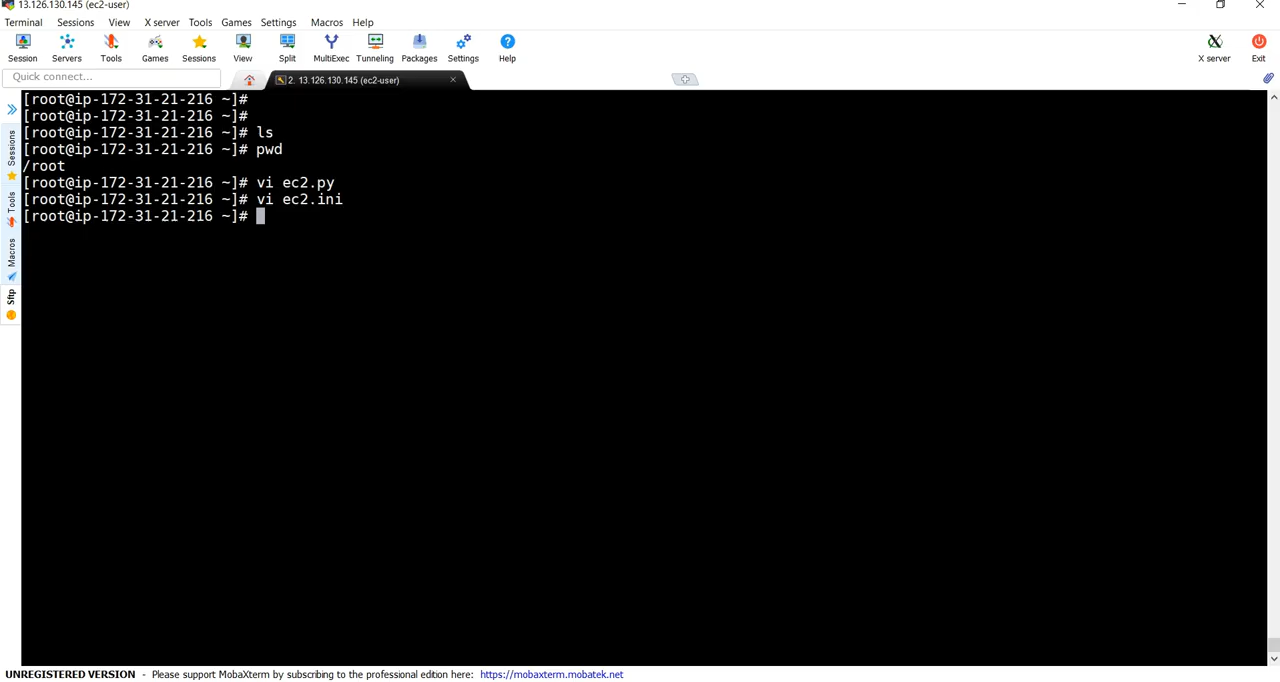 13.126.130.145 (ec2-user)
Terminal Sessions View X server Tools Games Settings Macros Help
Session Servers Tools Games Sessions View Split MultiExec Tunneling Packages Settings Help X server Exit
Quick connect...
2. 13.126.130.145 (ec2-user)
Sessions
Tools
Macros
Sftp
[root@ip-172-31-21-216 ~]#
[root@ip-172-31-21-216 ~]#
[root@ip-172-31-21-216 ~]# ls
[root@ip-172-31-21-216 ~]# pwd
/root
[root@ip-172-31-21-216 ~]# vi ec2.py
[root@ip-172-31-21-216 ~]# vi ec2.ini
[root@ip-172-31-21-216 ~]#
UNREGISTERED VERSION - Please support MobaXterm by subscribing to the professional edition here: https://mobaxterm.mobatek.net